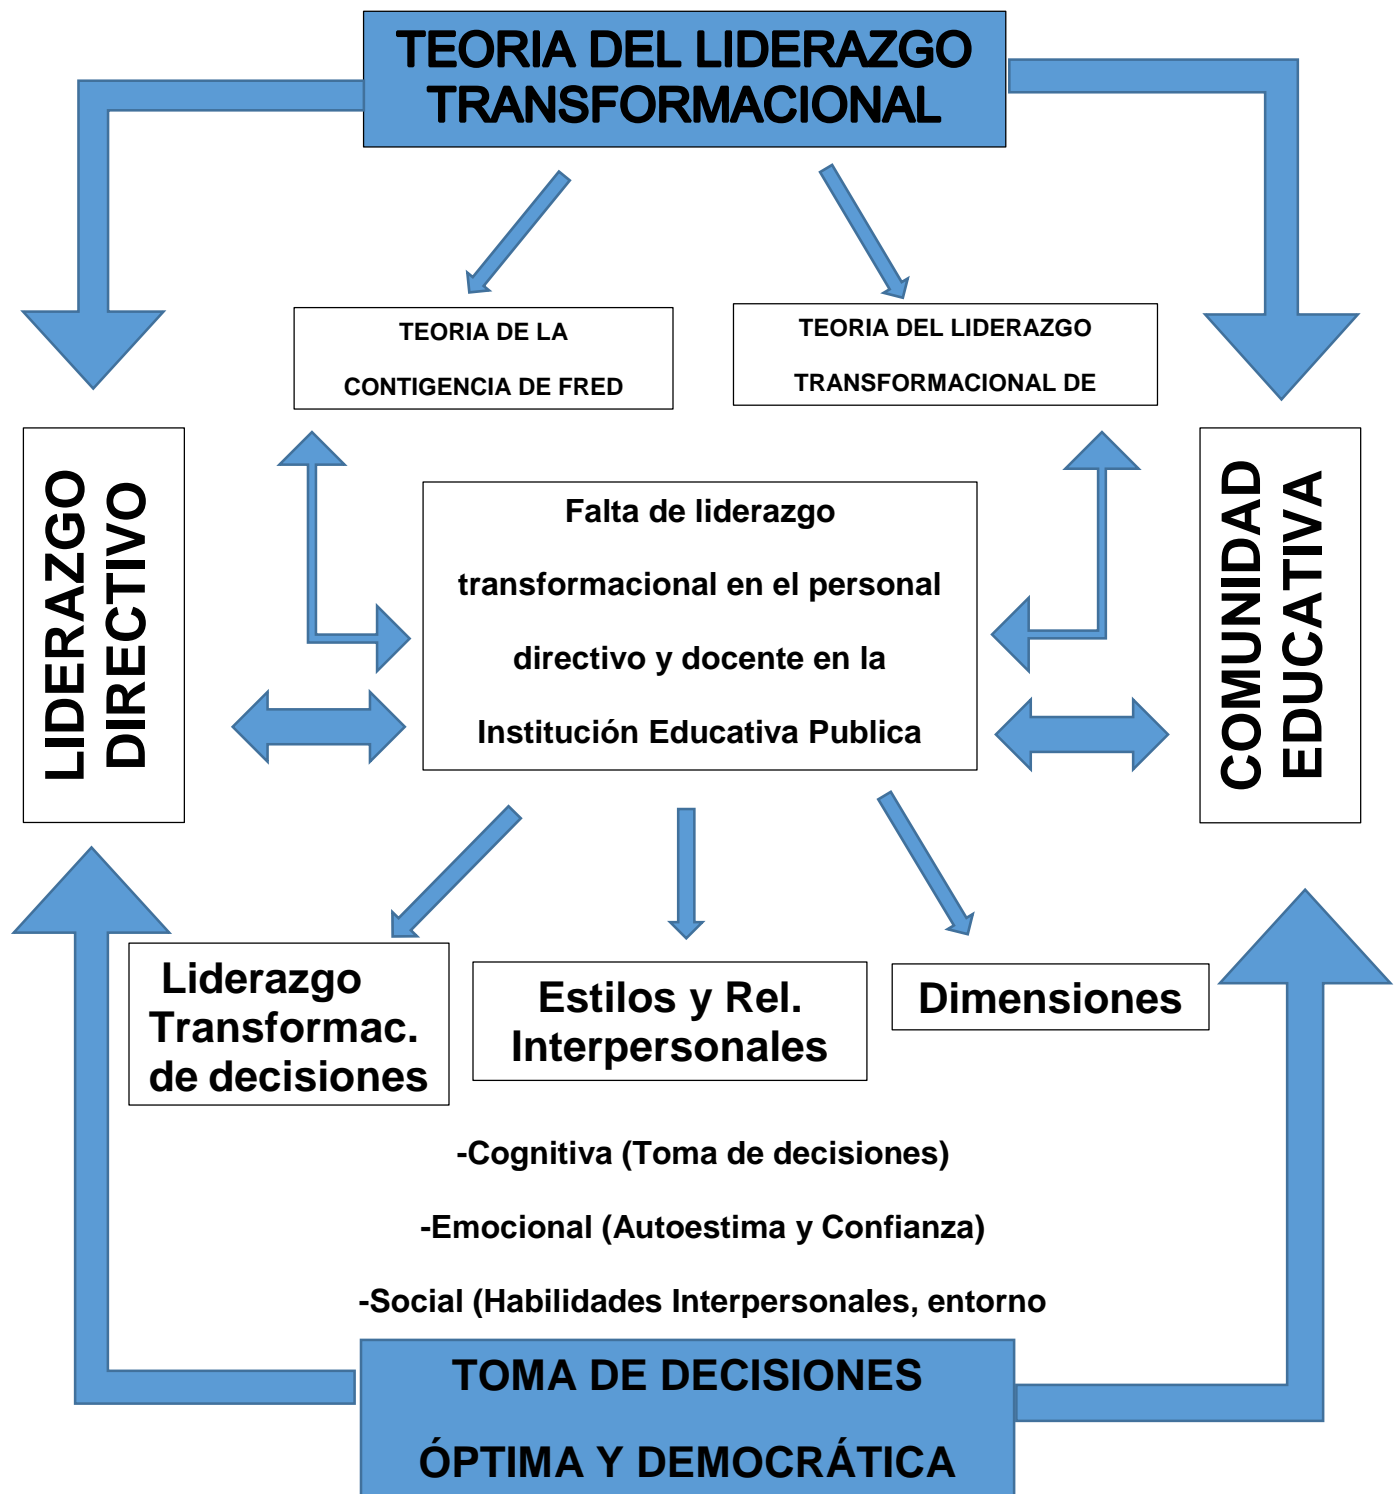 TEORIA DEL LIDERAZGO
TRANSFORMACIONAL
TEORIA DE LA
CONTIGENCIA DE FRED
TEORIA DEL LIDERAZGO
TRANSFORMACIONAL DE
LIDERAZGO
DIRECTIVO
Falta de liderazgo
transformacional en el personal
directivo y docente en la
Institución Educativa Publica
COMUNIDAD
EDUCATIVA
Liderazgo
Transformac.
de decisiones
Estilos y Rel.
Interpersonales
Dimensiones
-Cognitiva (Toma de decisiones)
-Emocional (Autoestima y Confianza)
-Social (Habilidades Interpersonales, entorno
TOMA DE DECISIONES
ÓPTIMA Y DEMOCRÁTICA